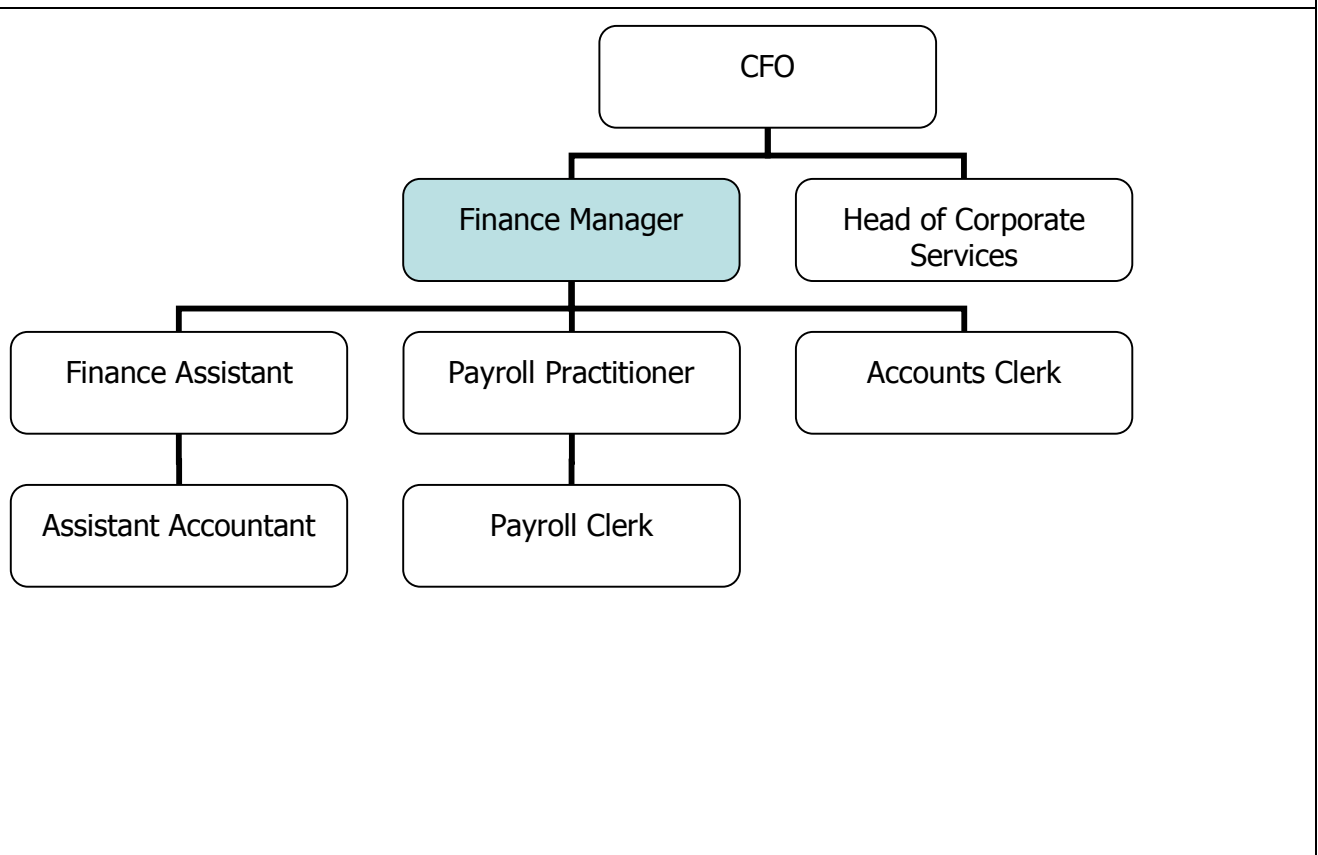 CFO
Finance Manager
Head of Corporate
Services
Finance Assistant
Payroll Practitioner
Accounts Clerk
Assistant Accountant
Payroll Clerk